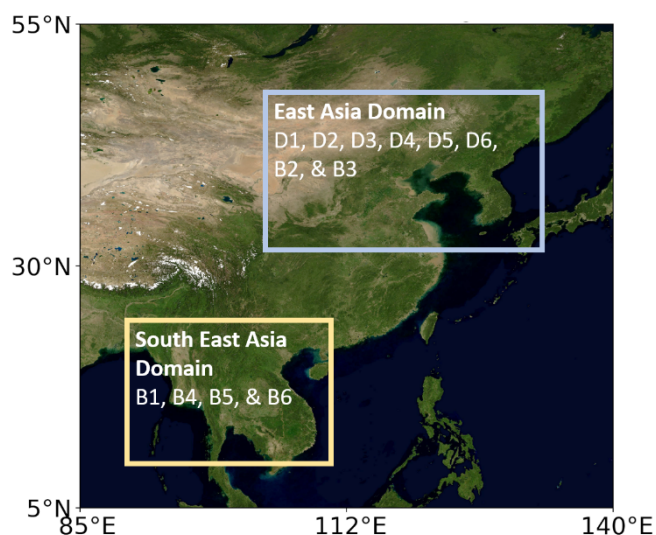 55°N
East Asia Domain
D1, D2, D3, D4, D5, D6,
B2, & B3
30°N
South East Asia
Domain
B1, B4, B5, & B6
5°N
85°E
112°E
140°E